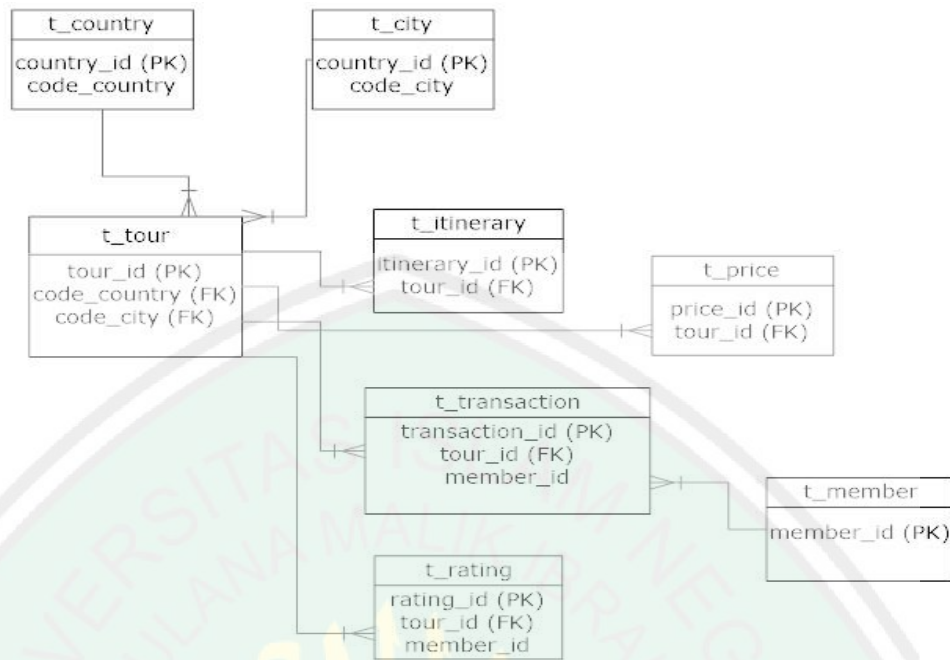 t_country
country_id (PK)
code_country
t_city
country_id (PK)
code_city
t_tour
tour_id (PK)
code_country (FK)
code_city (FK)
t_itinerary
itinerary_id (PK)
tour_id (FK)
t_price
price_id (PK)
tour_id (FK)
t_transaction
transaction_id (PK)
tour_id (FK)
member_id
t_member
member_id (PK)
t_rating
rating_id (PK)
tour_id (FK)
member_id